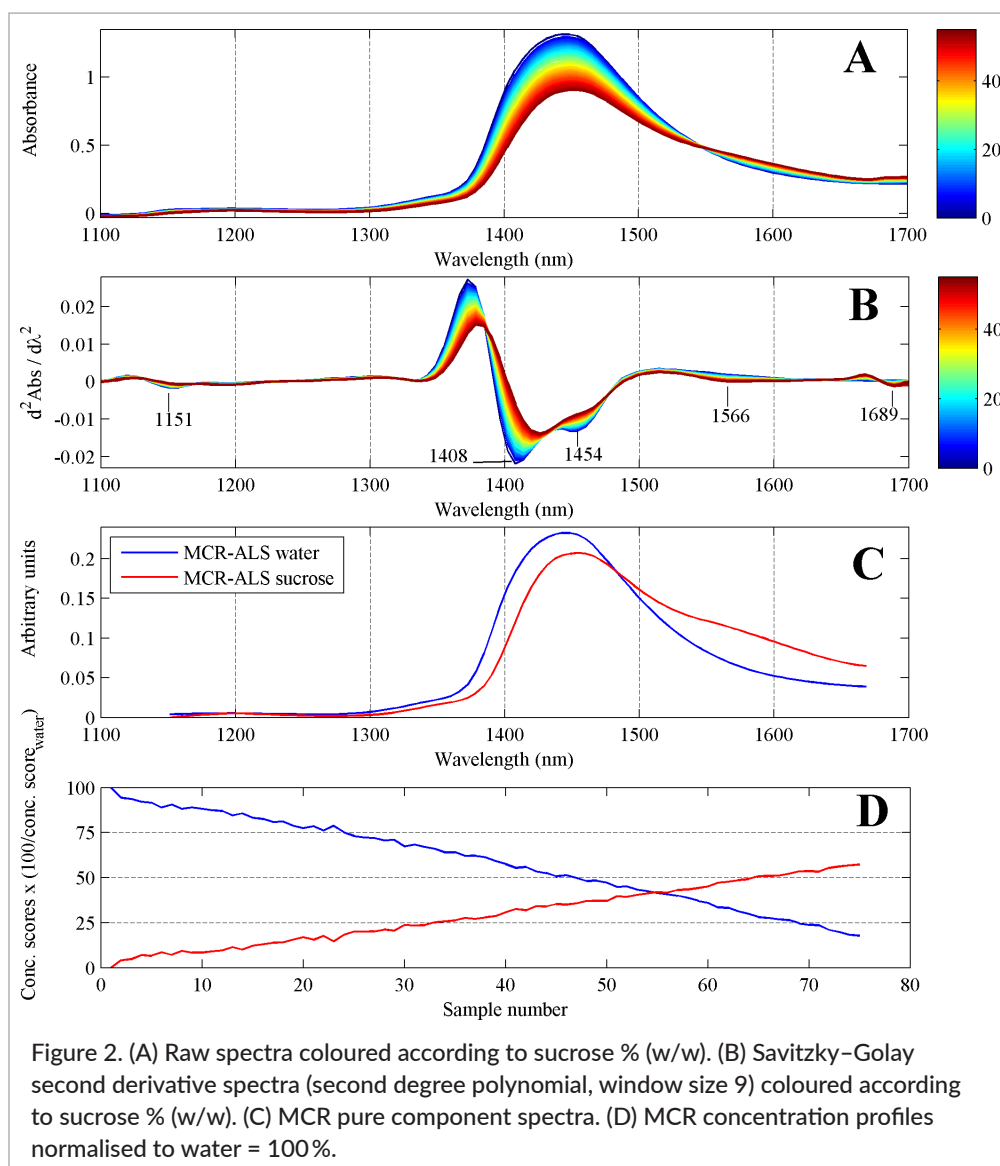 A
Absorbance
1
0.5
0
1100 1200 1300 1400 1500 1600 1700
Wavelength (nm)
40
20
0
B
d²Abs / dλ²
0.02
0.01
0
-0.01
-0.02
1151
1408
1454
1566
1689
1100 1200 1300 1400 1500 1600 1700
Wavelength (nm)
40
20
0
C
Arbitrary units
0.2
0.15
0.1
0.05
0
MCR-ALS water
MCR-ALS sucrose
1100 1200 1300 1400 1500 1600 1700
Wavelength (nm)
D
Conc. scores x (100/conc. score_water)
100
75
50
25
0
0 10 20 30 40 50 60 70 80
Sample number
Figure 2. (A) Raw spectra coloured according to sucrose % (w/w). (B) Savitzky–Golay
second derivative spectra (second degree polynomial, window size 9) coloured according
to sucrose % (w/w). (C) MCR pure component spectra. (D) MCR concentration profiles
normalised to water = 100 %.